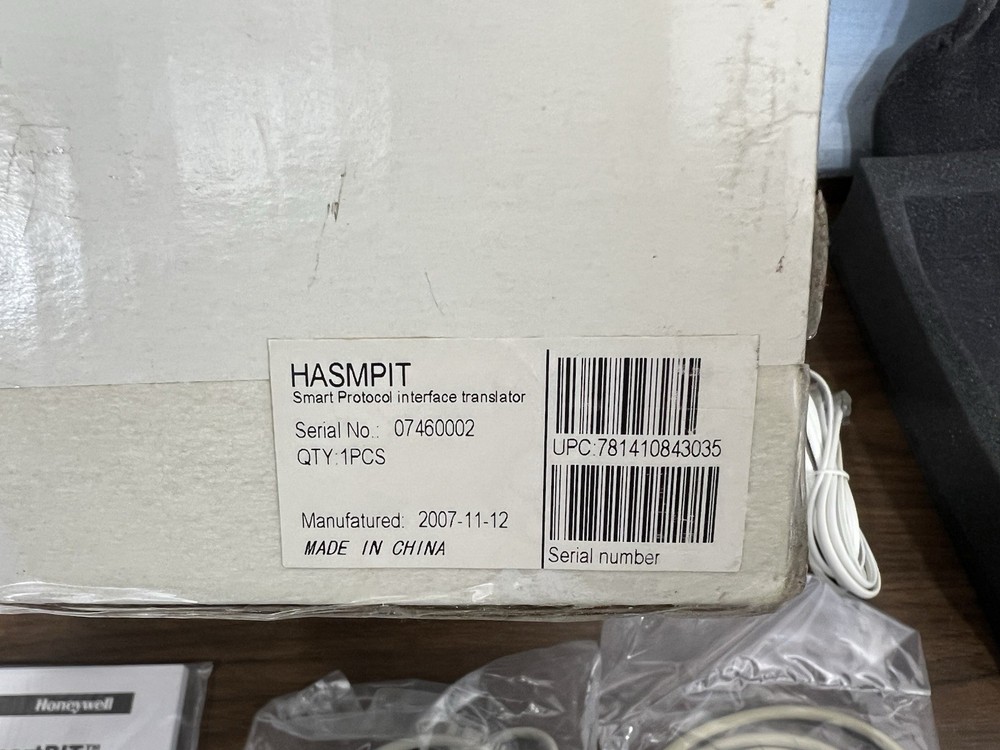 HASMPIT
Smart Protocol interface translator
Serial No.: 07460002
QTY:1PCS
Manufatured: 2007-11-12
MADE IN CHINA
UPC:781410843035
Serial number
Honeywell